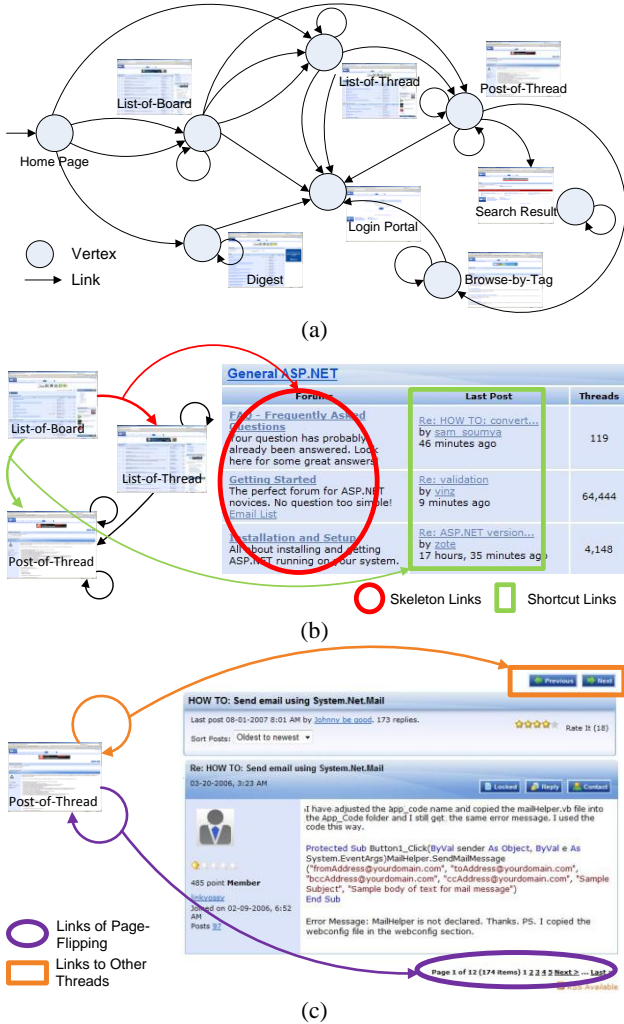 List-of-Board
List-of-Thread
Post-of-Thread
Home Page
Login Portal
Search Result
Digest
Browse-by-Tag
Vertex
Link
(a)
List-of-Board
List-of-Thread
Post-of-Thread
General ASP.NET
Forums
Last Post
Threads
FAQ - Frequently Asked
Questions
Your question has probably
already been answered. Look
here for some great answers
Re: HOW TO: convert...
by sam_soumya
46 minutes ago
119
Getting Started
The perfect forum for ASP.NET
novices. No question too simple!
Email List
Re: validation
by vinz
9 minutes ago
64,444
Installation and Setup
All about installing and getting
ASP.NET running on your system.
Re: ASP.NET version...
by zote
17 hours, 35 minutes ago
4,148
Skeleton Links
Shortcut Links
(b)
Previous
Next
HOW TO: Send email using System.Net.Mail
Last post 08-01-2007 8:01 AM by Johnny be good. 173 replies.
Rate It (18)
Sort Posts: Oldest to newest
Post-of-Thread
Re: HOW TO: Send email using System.Net.Mail
03-20-2006, 3:23 AM
Locked
Reply
Contact
I have adjusted the app_code name and copied the mailHelper.vb file into
the App_Code folder and I still get the same error message. I used the
code this way.
Protected Sub Button1_Click(ByVal sender As Object, ByVal e As
System.EventArgs)MailHelper.SendMailMessage
("fromAddress@yourdomain.com", "toAddress@yourdomain.com",
"bccAddress@yourdomain.com", "ccAddress@yourdomain.com", "Sample
Subject", "Sample body of text for mail message")
End Sub
Error Message: MailHelper is not declared. Thanks. PS. I copied the
webconfig file in the webconfig section.
485 point Member
Joined on 02-09-2006, 6:52
AM
Posts 97
Page 1 of 12 (174 items) 1 2 3 4 5 Next > ... Last »
RSS Available
Links of Page-
Flipping
Links to Other
Threads
(c)